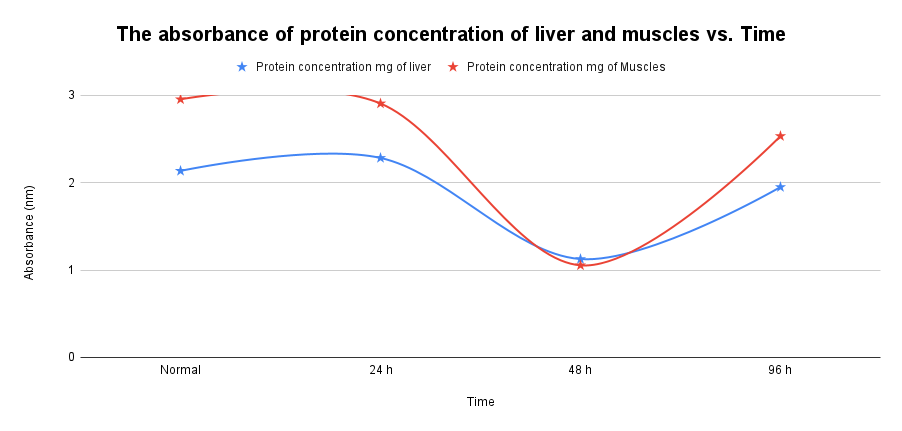 The absorbance of protein concentration of liver and muscles vs. Time
Protein concentration mg of liver Protein concentration mg of Muscles
3
2
1
0
Absorbance (nm)
Normal 24 h 48 h 96 h
Time